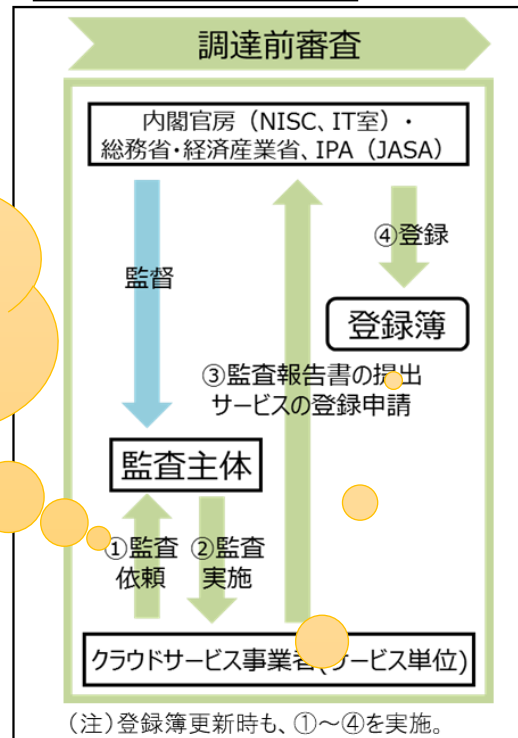 調達前審査
内閣官房（NISC、IT室）・
総務省・経済産業省、IPA（JASA）
監督
④登録
登録簿
③監査報告書の提出
サービスの登録申請
監査主体
①監査
依頼
②監査
実施
クラウドサービス事業者(サービス単位)
（注）登録簿更新時も、①～④を実施。